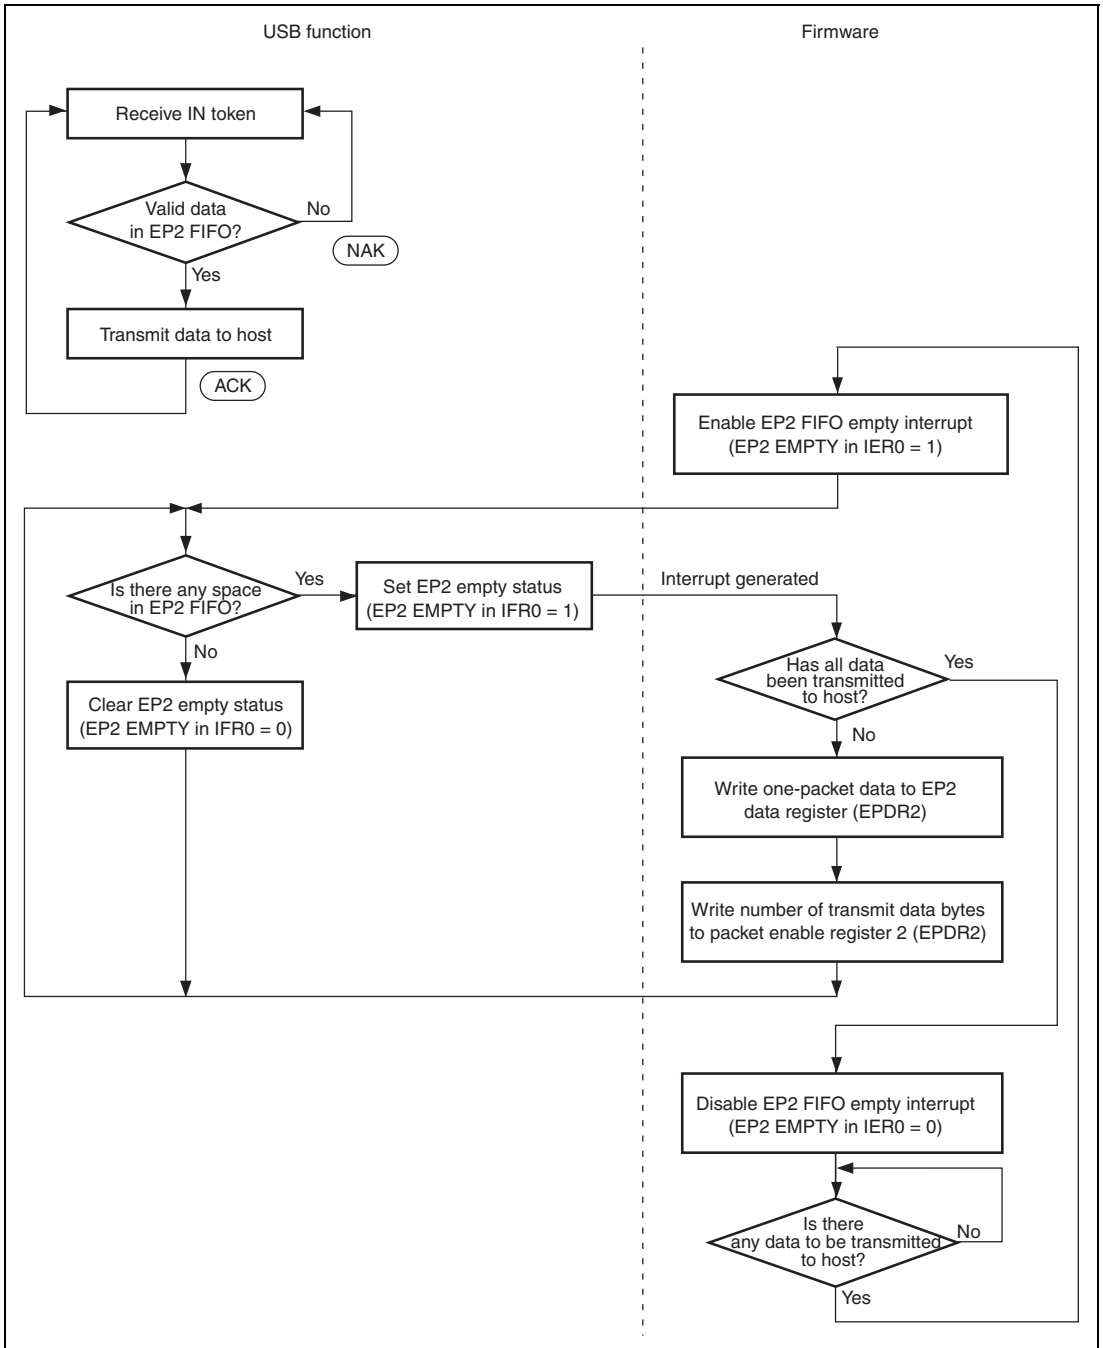 USB function
Firmware
Receive IN token
Valid data
in EP2 FIFO?
No
NAK
Yes
Transmit data to host
ACK
Enable EP2 FIFO empty interrupt
(EP2 EMPTY in IER0 = 1)
Is there any space
in EP2 FIFO?
Yes
Set EP2 empty status
(EP2 EMPTY in IFR0 = 1)
Interrupt generated
No
Clear EP2 empty status
(EP2 EMPTY in IFR0 = 0)
Has all data
been transmitted
to host?
Yes
No
Write one-packet data to EP2
data register (EPDR2)
Write number of transmit data bytes
to packet enable register 2 (EPDR2)
Disable EP2 FIFO empty interrupt
(EP2 EMPTY in IER0 = 0)
Is there
any data to be transmitted
to host?
No
Yes